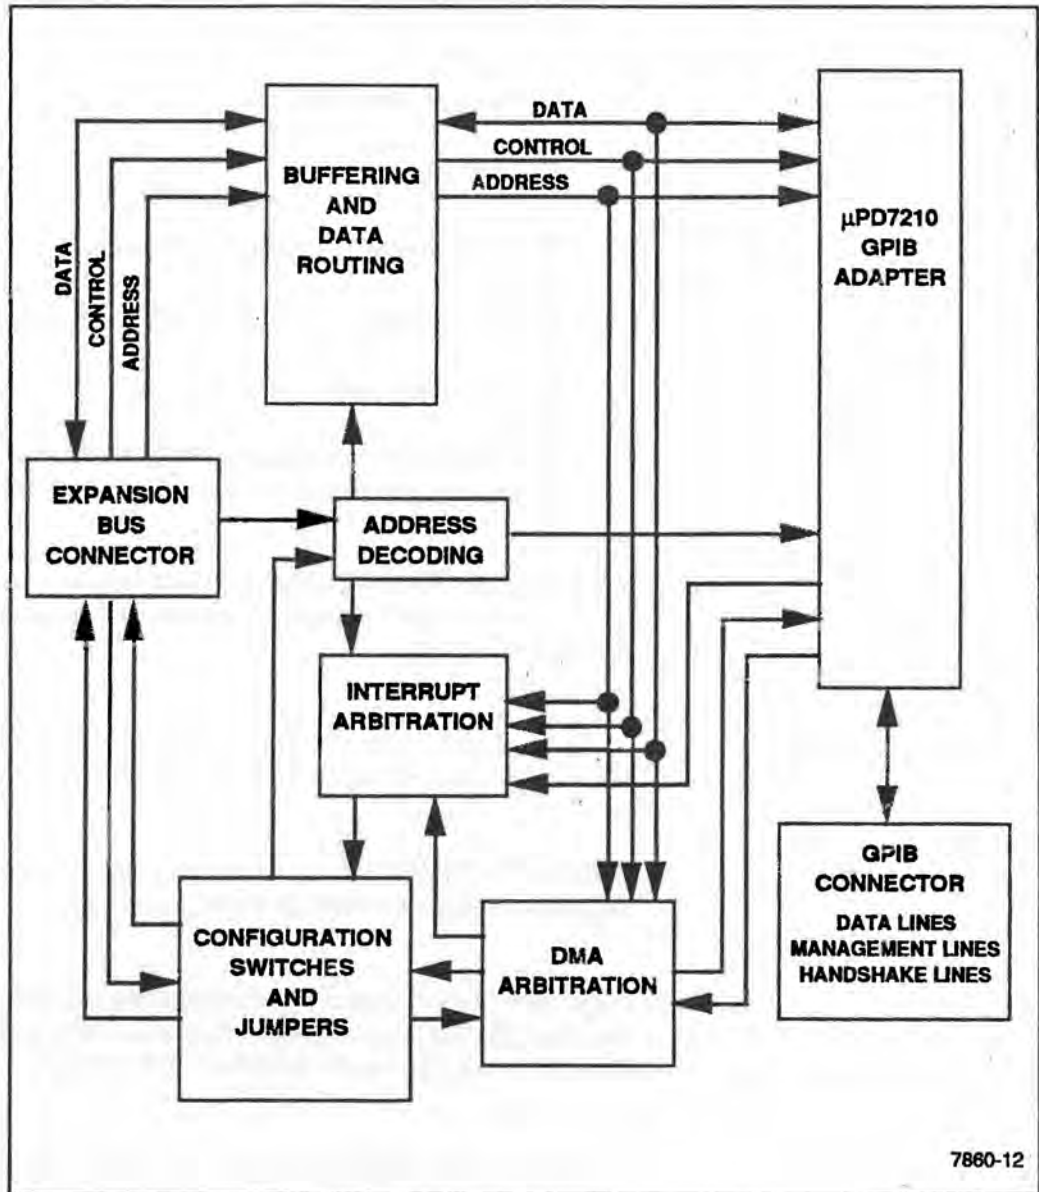 DATA
CONTROL
ADDRESS
BUFFERING
AND
DATA
ROUTING
DATA
CONTROL
ADDRESS
µPD7210
GPIB
ADAPTER
EXPANSION
BUS
CONNECTOR
ADDRESS
DECODING
INTERRUPT
ARBITRATION
GPIB
CONNECTOR
DATA LINES
MANAGEMENT LINES
HANDSHAKE LINES
CONFIGURATION
SWITCHES
AND
JUMPERS
DMA
ARBITRATION
7860-12